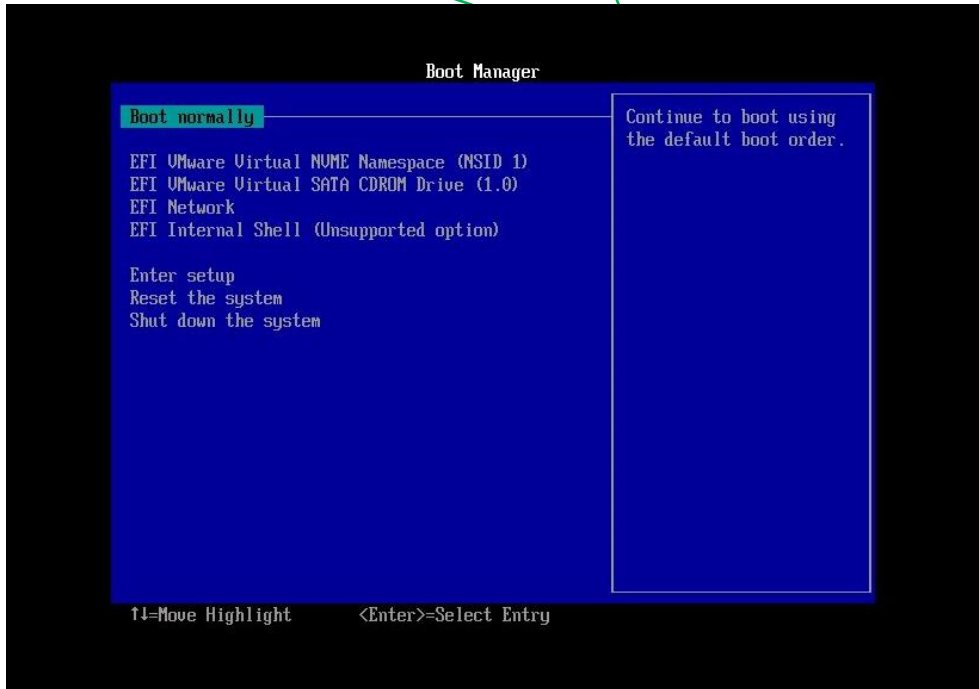 Boot Manager
Boot normally
EFI VMware Virtual NVME Namespace (NSID 1)
EFI VMware Virtual SATA CDROM Drive (1.0)
EFI Network
EFI Internal Shell (Unsupported option)
Enter setup
Reset the system
Shut down the system
Continue to boot using
the default boot order.
↑↓=Move Highlight <Enter>=Select Entry